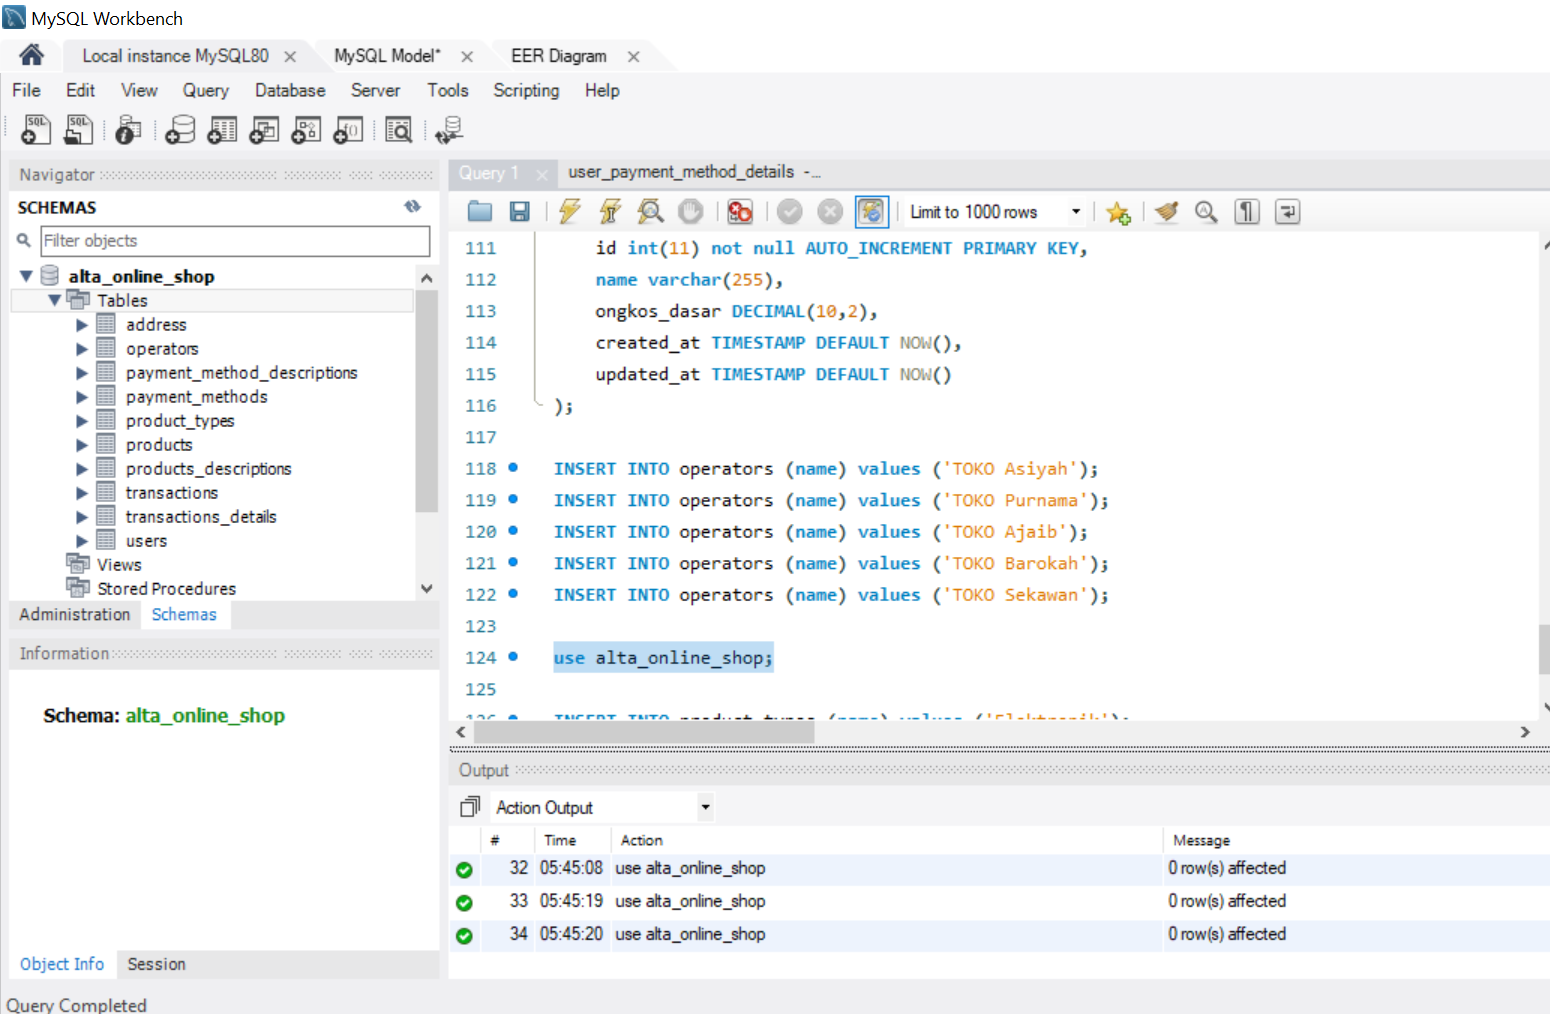 MySQL Workbench
Local instance MySQL80
MySQL Model*
EER Diagram
File Edit View Query Database Server Tools Scripting Help
Navigator
SCHEMAS
Filter objects
alta_online_shop
Tables
address
operators
payment_method_descriptions
payment_methods
product_types
products
products_descriptions
transactions
transactions_details
users
Views
Stored Procedures
Administration Schemas
Information
Schema: alta_online_shop
Object Info Session
Query Completed
Query 1
user_payment_method_details -...
Limit to 1000 rows
111 id int(11) not null AUTO_INCREMENT PRIMARY KEY,
112 name varchar(255),
113 ongkos_dasar DECIMAL(10,2),
114 created_at TIMESTAMP DEFAULT NOW(),
115 updated_at TIMESTAMP DEFAULT NOW()
116 );
117
118 INSERT INTO operators (name) values ('TOKO Asiyah');
119 INSERT INTO operators (name) values ('TOKO Purnama');
120 INSERT INTO operators (name) values ('TOKO Ajaib');
121 INSERT INTO operators (name) values ('TOKO Barokah');
122 INSERT INTO operators (name) values ('TOKO Sekawan');
123
124 use alta_online_shop;
125
126 INSERT INTO product_types (name) values ('Elektronik');
Output
Action Output
# Time Action Message
32 05:45:08 use alta_online_shop 0 row(s) affected
33 05:45:19 use alta_online_shop 0 row(s) affected
34 05:45:20 use alta_online_shop 0 row(s) affected